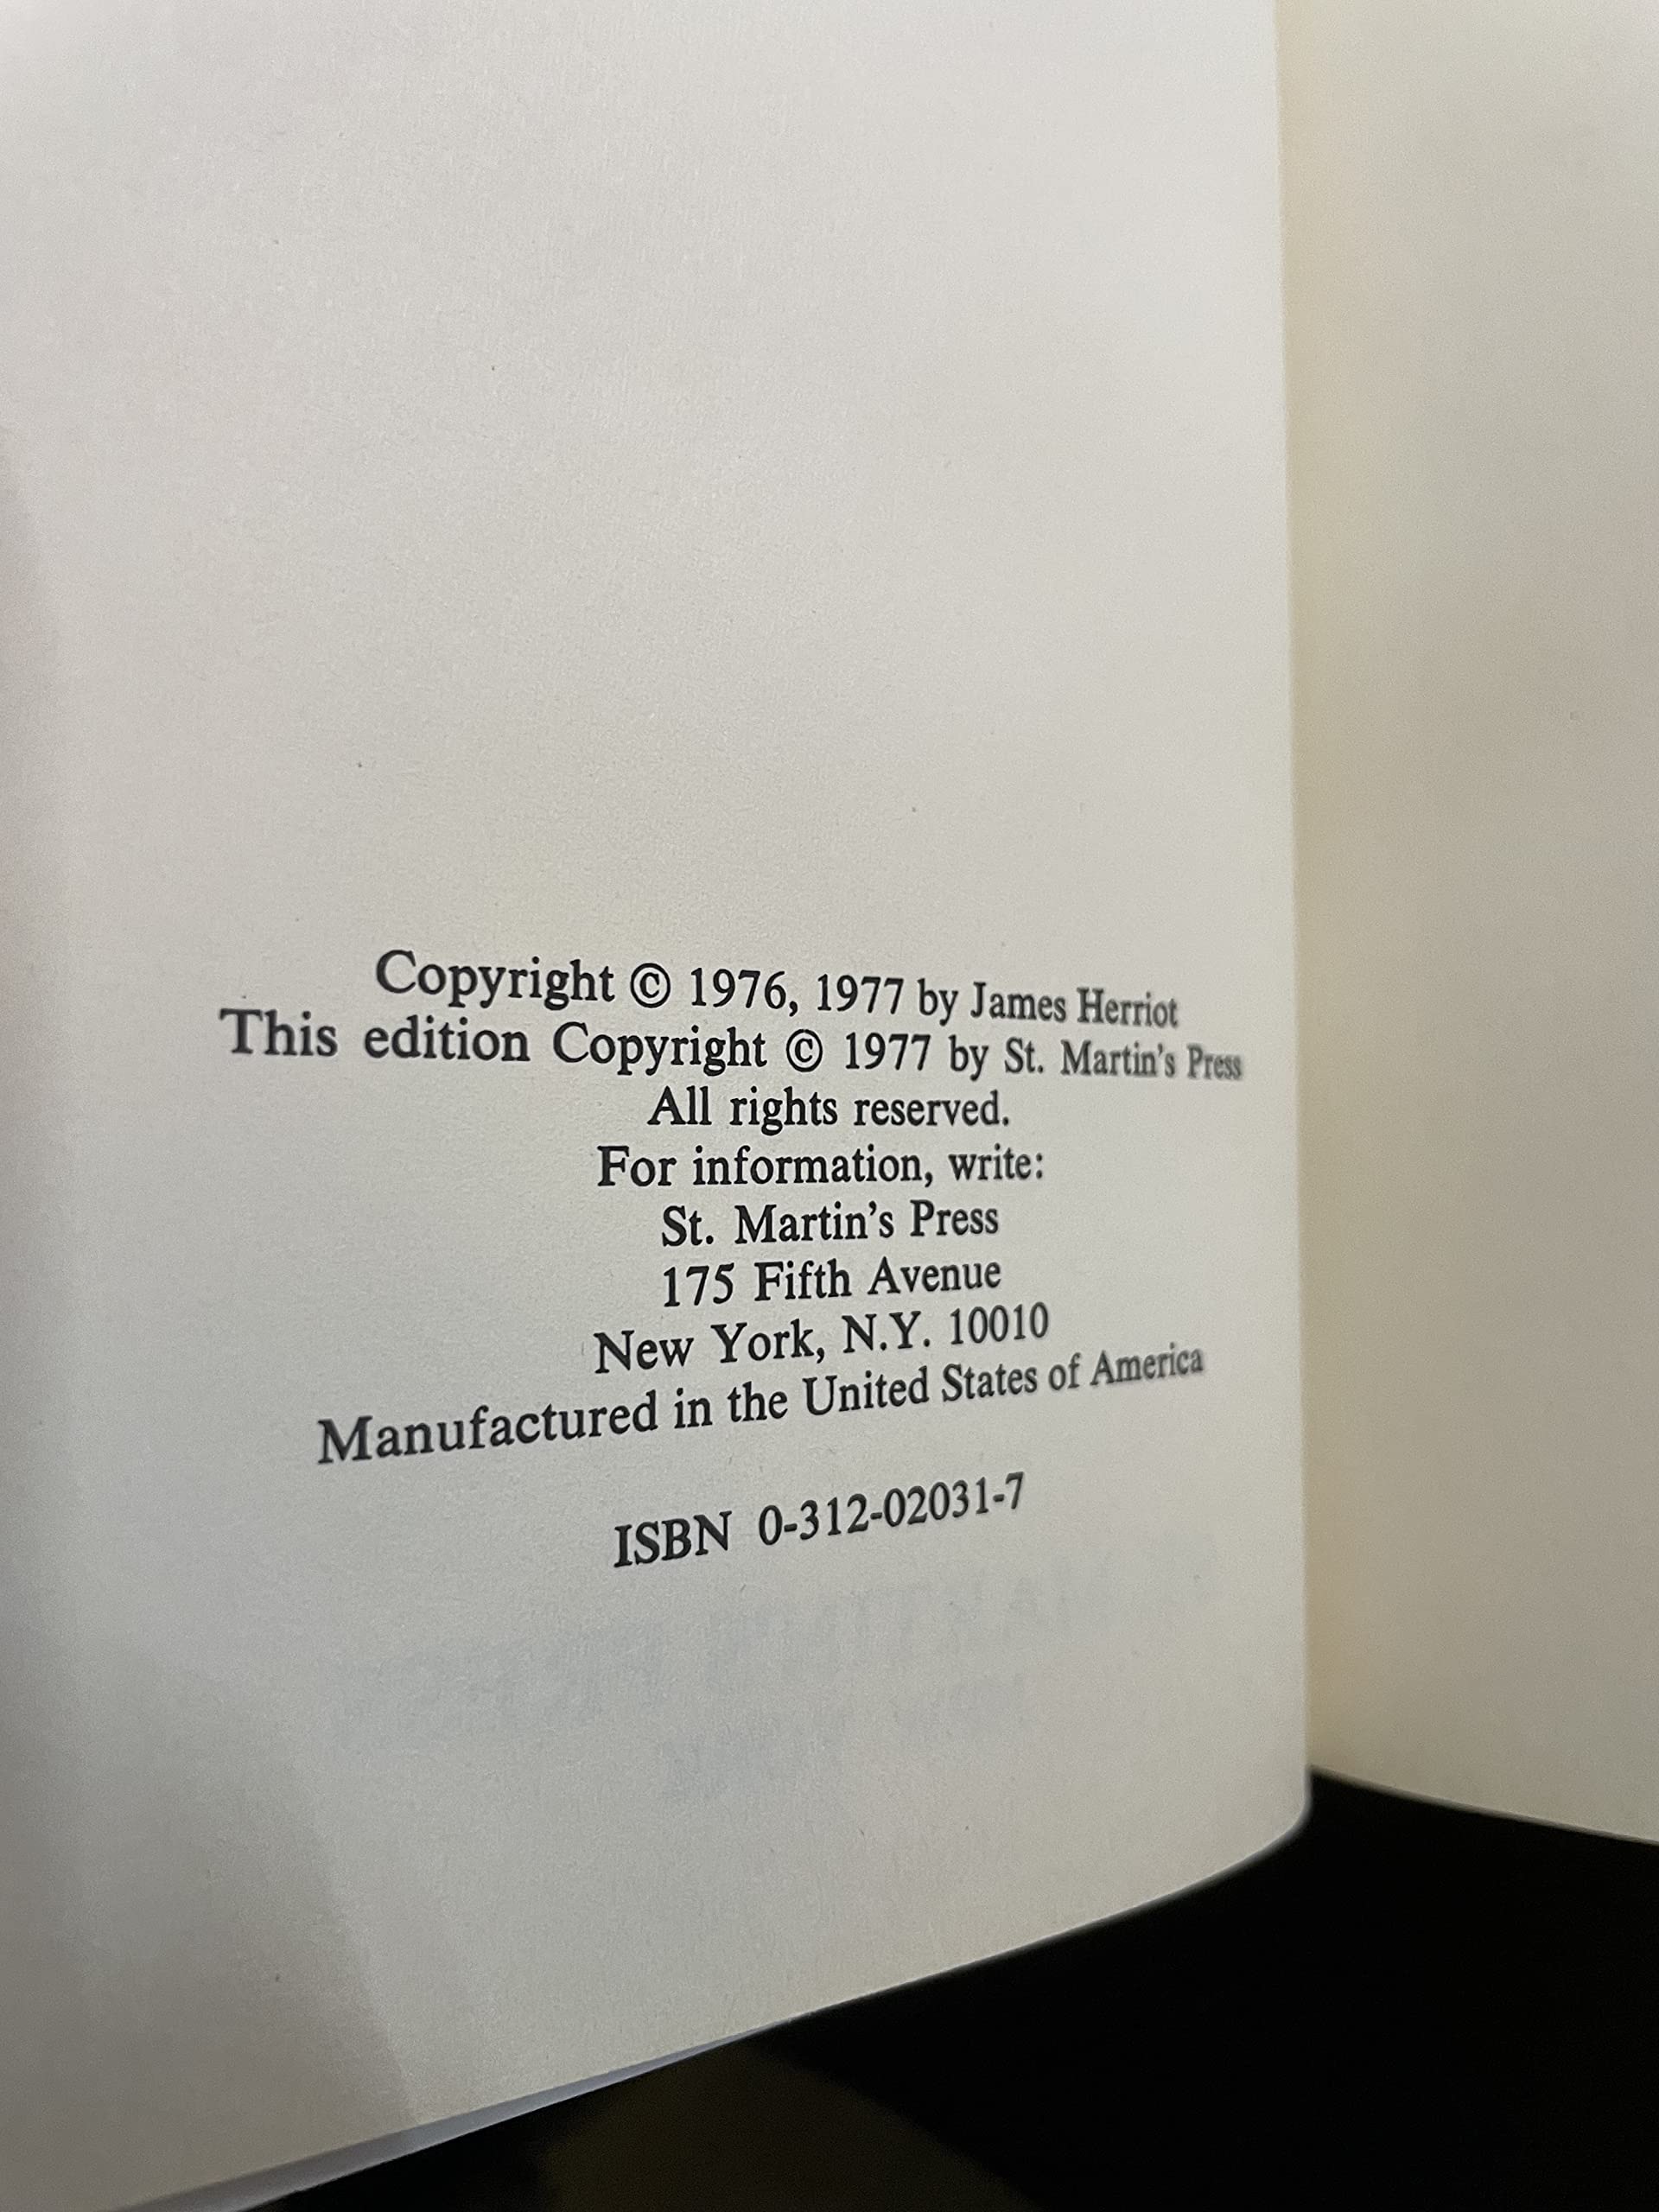 Copyright © 1976, 1977 by James Herriot
This edition Copyright © 1977 by St. Martin's Press
All rights reserved.
For information, write:
St. Martin's Press
175 Fifth Avenue
New York, N.Y. 10010
Manufactured in the United States of America
ISBN 0-312-02031-7